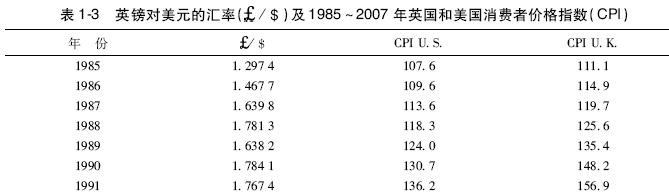 表 1-3 英镑对美元的汇率(£/$)及 1985~2007 年英国和美国消费者价格指数(CPI)
年 份 £/$ CPI U.S. CPI U.K.
1985 1.297 4 107.6 111.1
1986 1.467 7 109.6 114.9
1987 1.639 8 113.6 119.7
1988 1.781 3 118.3 125.6
1989 1.638 2 124.0 135.4
1990 1.784 1 130.7 148.2
1991 1.767 4 136.2 156.9